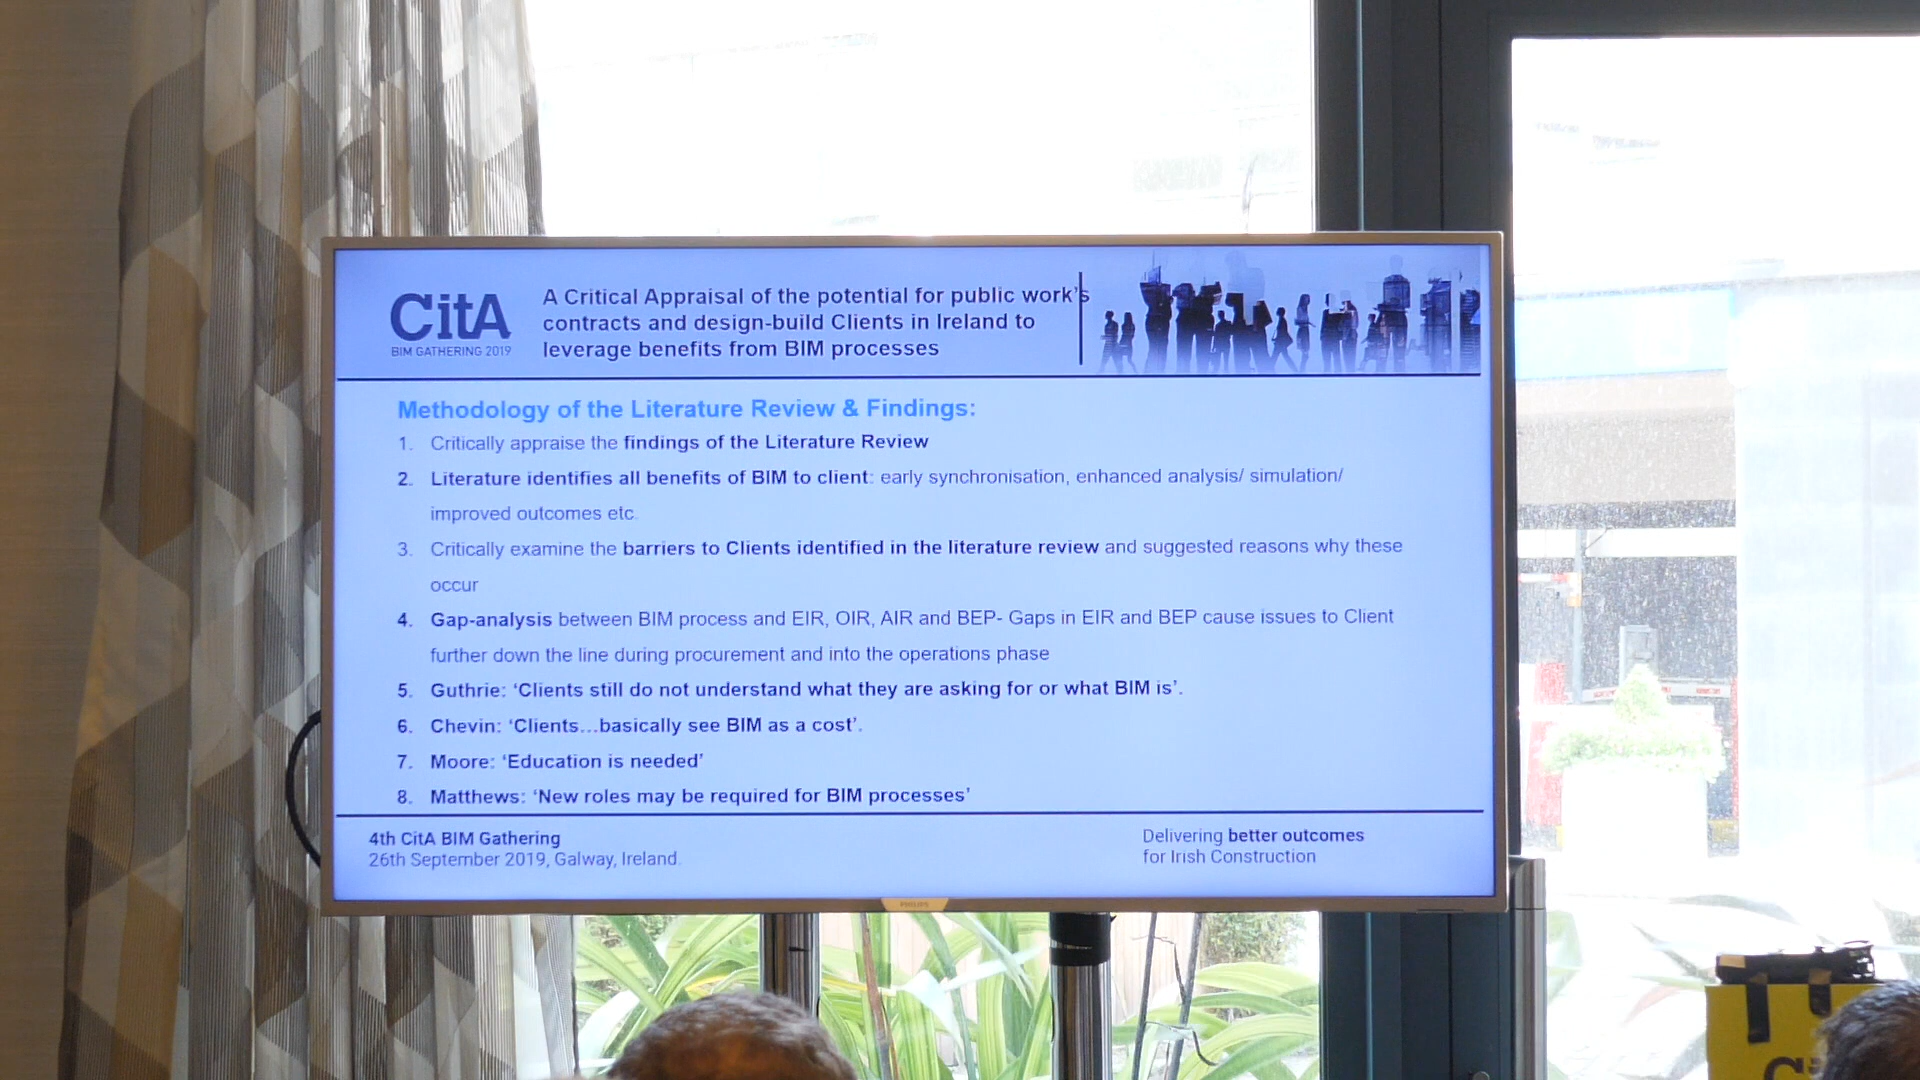 CitA
BIM GATHERING 2019
A Critical Appraisal of the potential for public work's
contracts and design-build Clients in Ireland to
leverage benefits from BIM processes
Methodology of the Literature Review & Findings:
1. Critically appraise the findings of the Literature Review
2. Literature identifies all benefits of BIM to client: early synchronisation, enhanced analysis/ simulation/
improved outcomes etc.
3. Critically examine the barriers to Clients identified in the literature review and suggested reasons why these
occur
4. Gap-analysis between BIM process and EIR, OIR, AIR and BEP- Gaps in EIR and BEP cause issues to Client
further down the line during procurement and into the operations phase
5. Guthrie: ‘Clients still do not understand what they are asking for or what BIM is’.
6. Chevin: ‘Clients...basically see BIM as a cost’.
7. Moore: ‘Education is needed’
8. Matthews: ‘New roles may be required for BIM processes’
4th CitA BIM Gathering
26th September 2019, Galway, Ireland.
Delivering better outcomes
for Irish Construction
PHILIPS